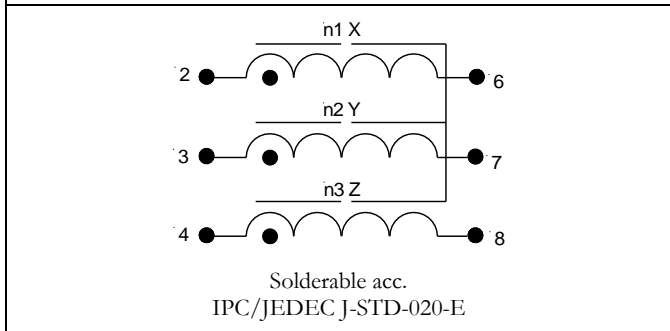 n1 X
2 6
n2 Y
3 7
n3 Z
4 8
Solderable acc.
IPC/JEDEC J-STD-020-E